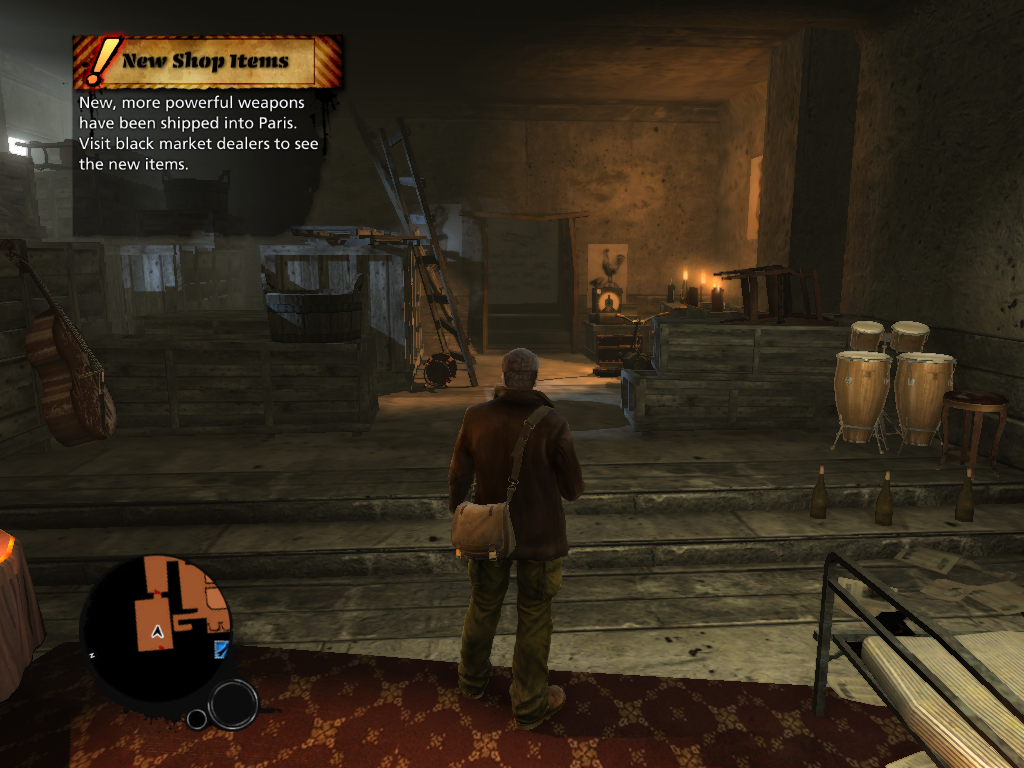 New Shop Items
New, more powerful weapons
have been shipped into Paris.
Visit black market dealers to see
the new items.